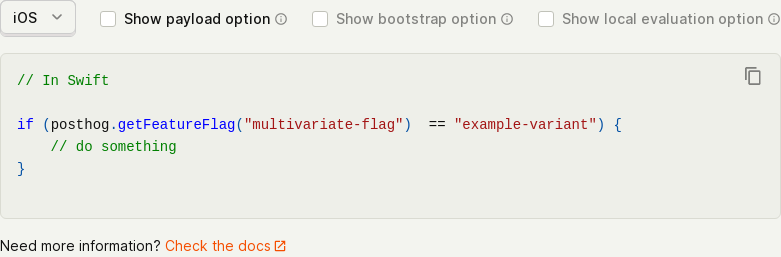 iOS Show payload option Show bootstrap option Show local evaluation option
// In Swift
if (posthog.getFeatureFlag("multivariate-flag")  == "example-variant") {
    // do something
}
Need more information? Check the docs